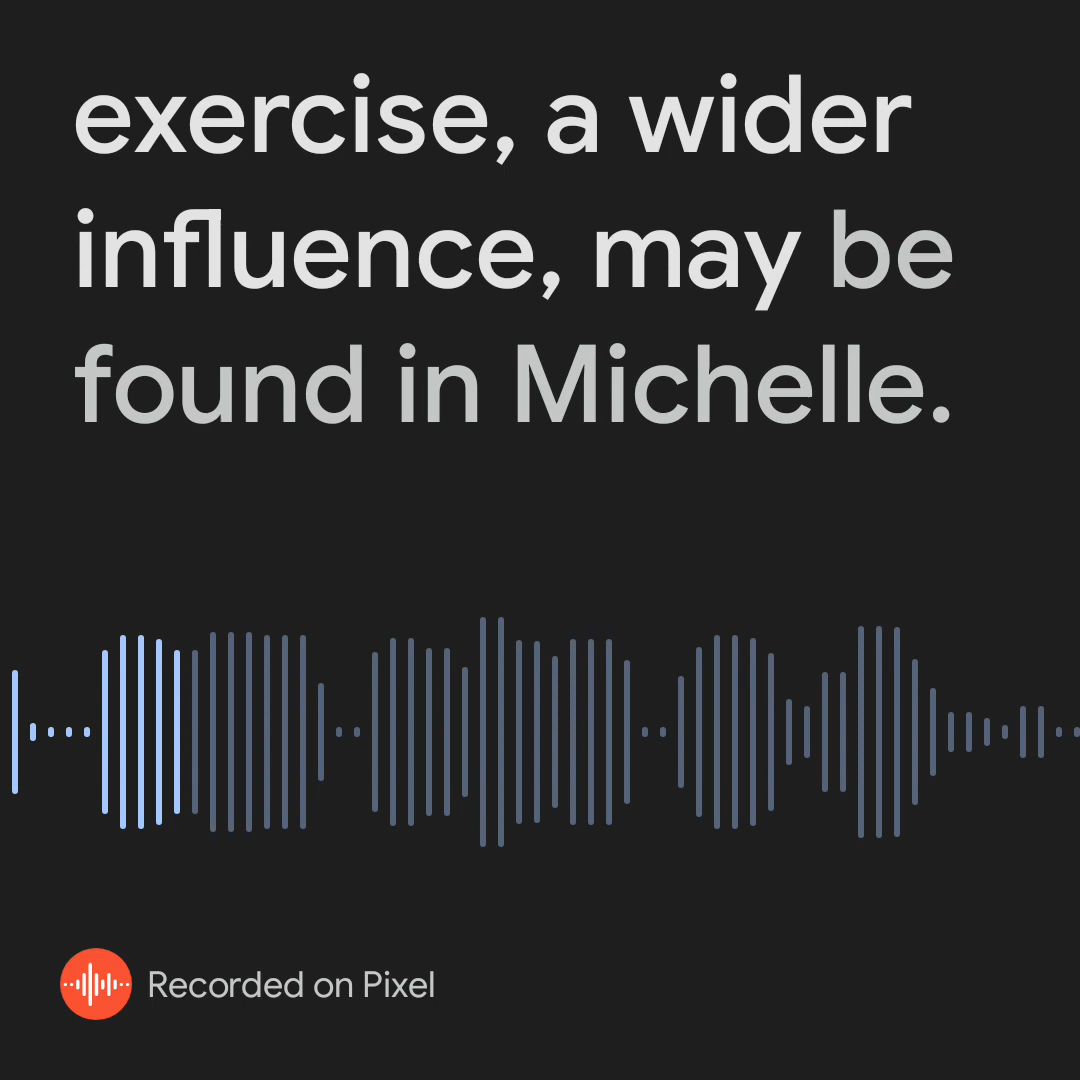 exercise, a wider
influence, may be
found in Michelle.
Recorded on Pixel